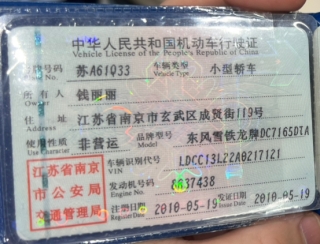 中华人民共和国机动车行驶证
Vehicle License of the People's Republic of China
号牌号码 苏A61Q33 车辆类型 小型轿车
Vehicle Type
所有人 钱丽丽
Owner
住址 江苏省南京市玄武区成贤街119号
Address
使用性质 非营运 品牌型号 东风雪铁龙牌DC7165DTA
Use Character Model
江苏省南京市公安局交通管理局
车辆识别代号 LDCC13L22A0217121
VIN
发动机号码 8837438
Engine No.
注册日期 2010-05-19 发证日期 2010-05-19
Register Date Issue Date